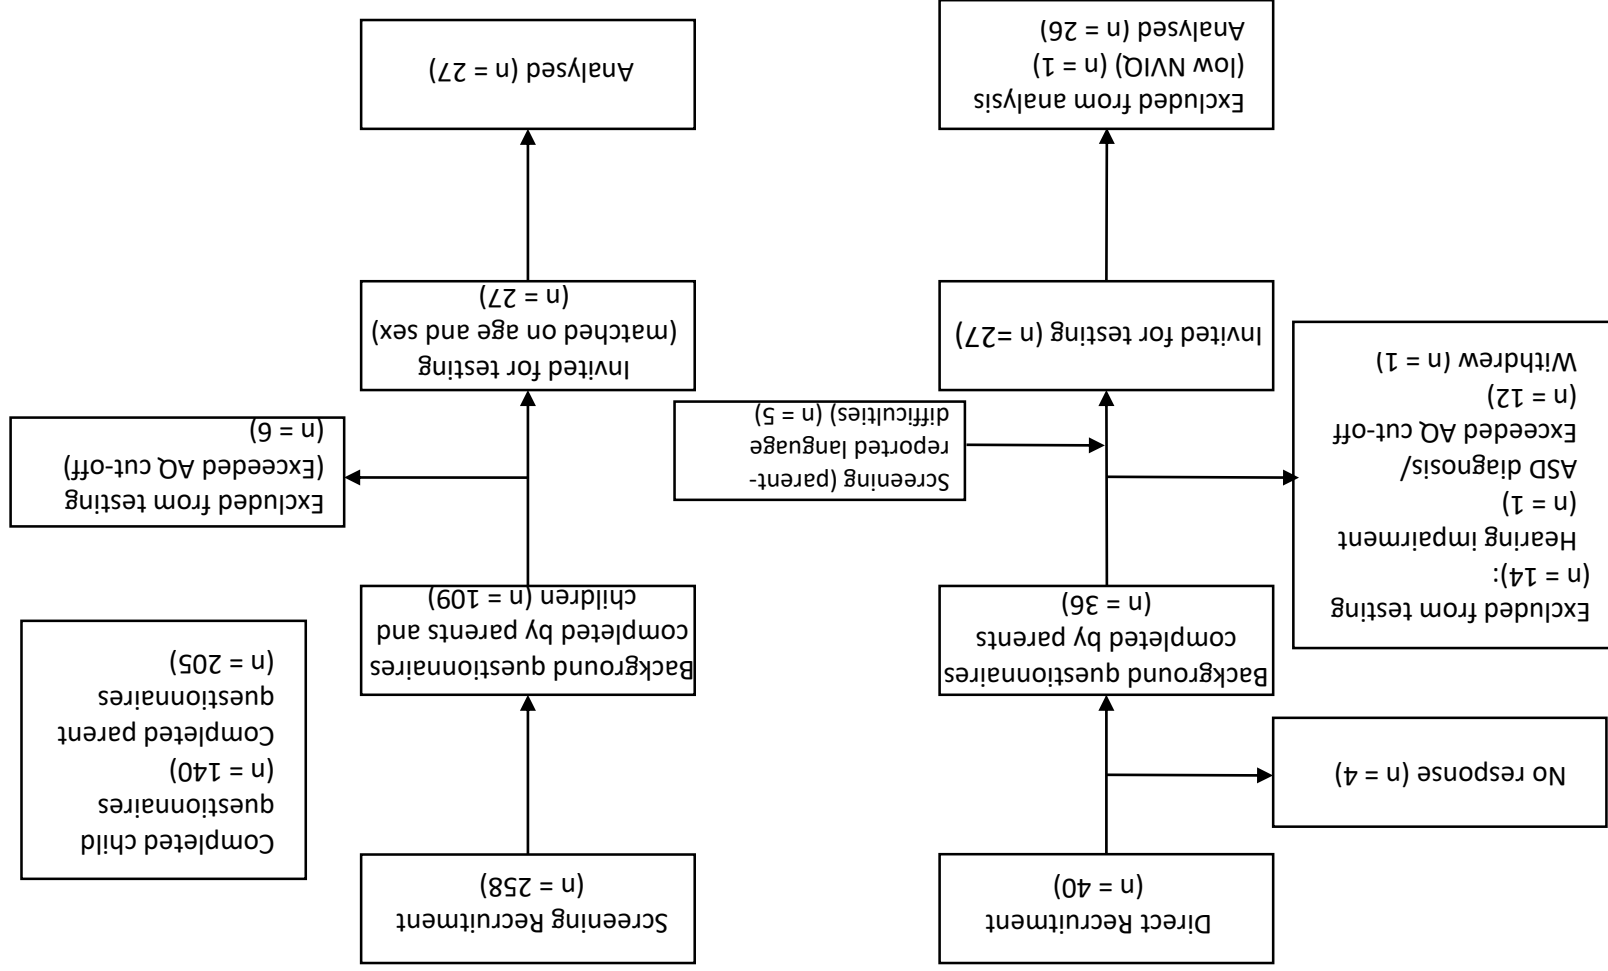 Direct Recruitment
(n = 40)
Screening Recruitment
(n = 258)
No response (n = 4)
Completed child
questionnaires
(n = 140)
Completed parent
questionnaires
(n = 205)
Background questionnaires
completed by parents
(n = 36)
Background questionnaires
completed by parents and
children (n = 109)
Excluded from testing
(n = 14):
Hearing impairment
(n = 1)
ASD diagnosis/
Exceeded AQ cut-off
(n = 12)
Withdrew (n = 1)
Screening (parent-
reported language
difficulties) (n = 5)
Excluded from testing
(Exceeded AQ cut-off)
(n = 6)
Invited for testing (n =27)
Invited for testing
(matched on age and sex)
(n = 27)
Excluded from analysis
(low NVIQ) (n = 1)
Analysed (n = 26)
Analysed (n = 27)